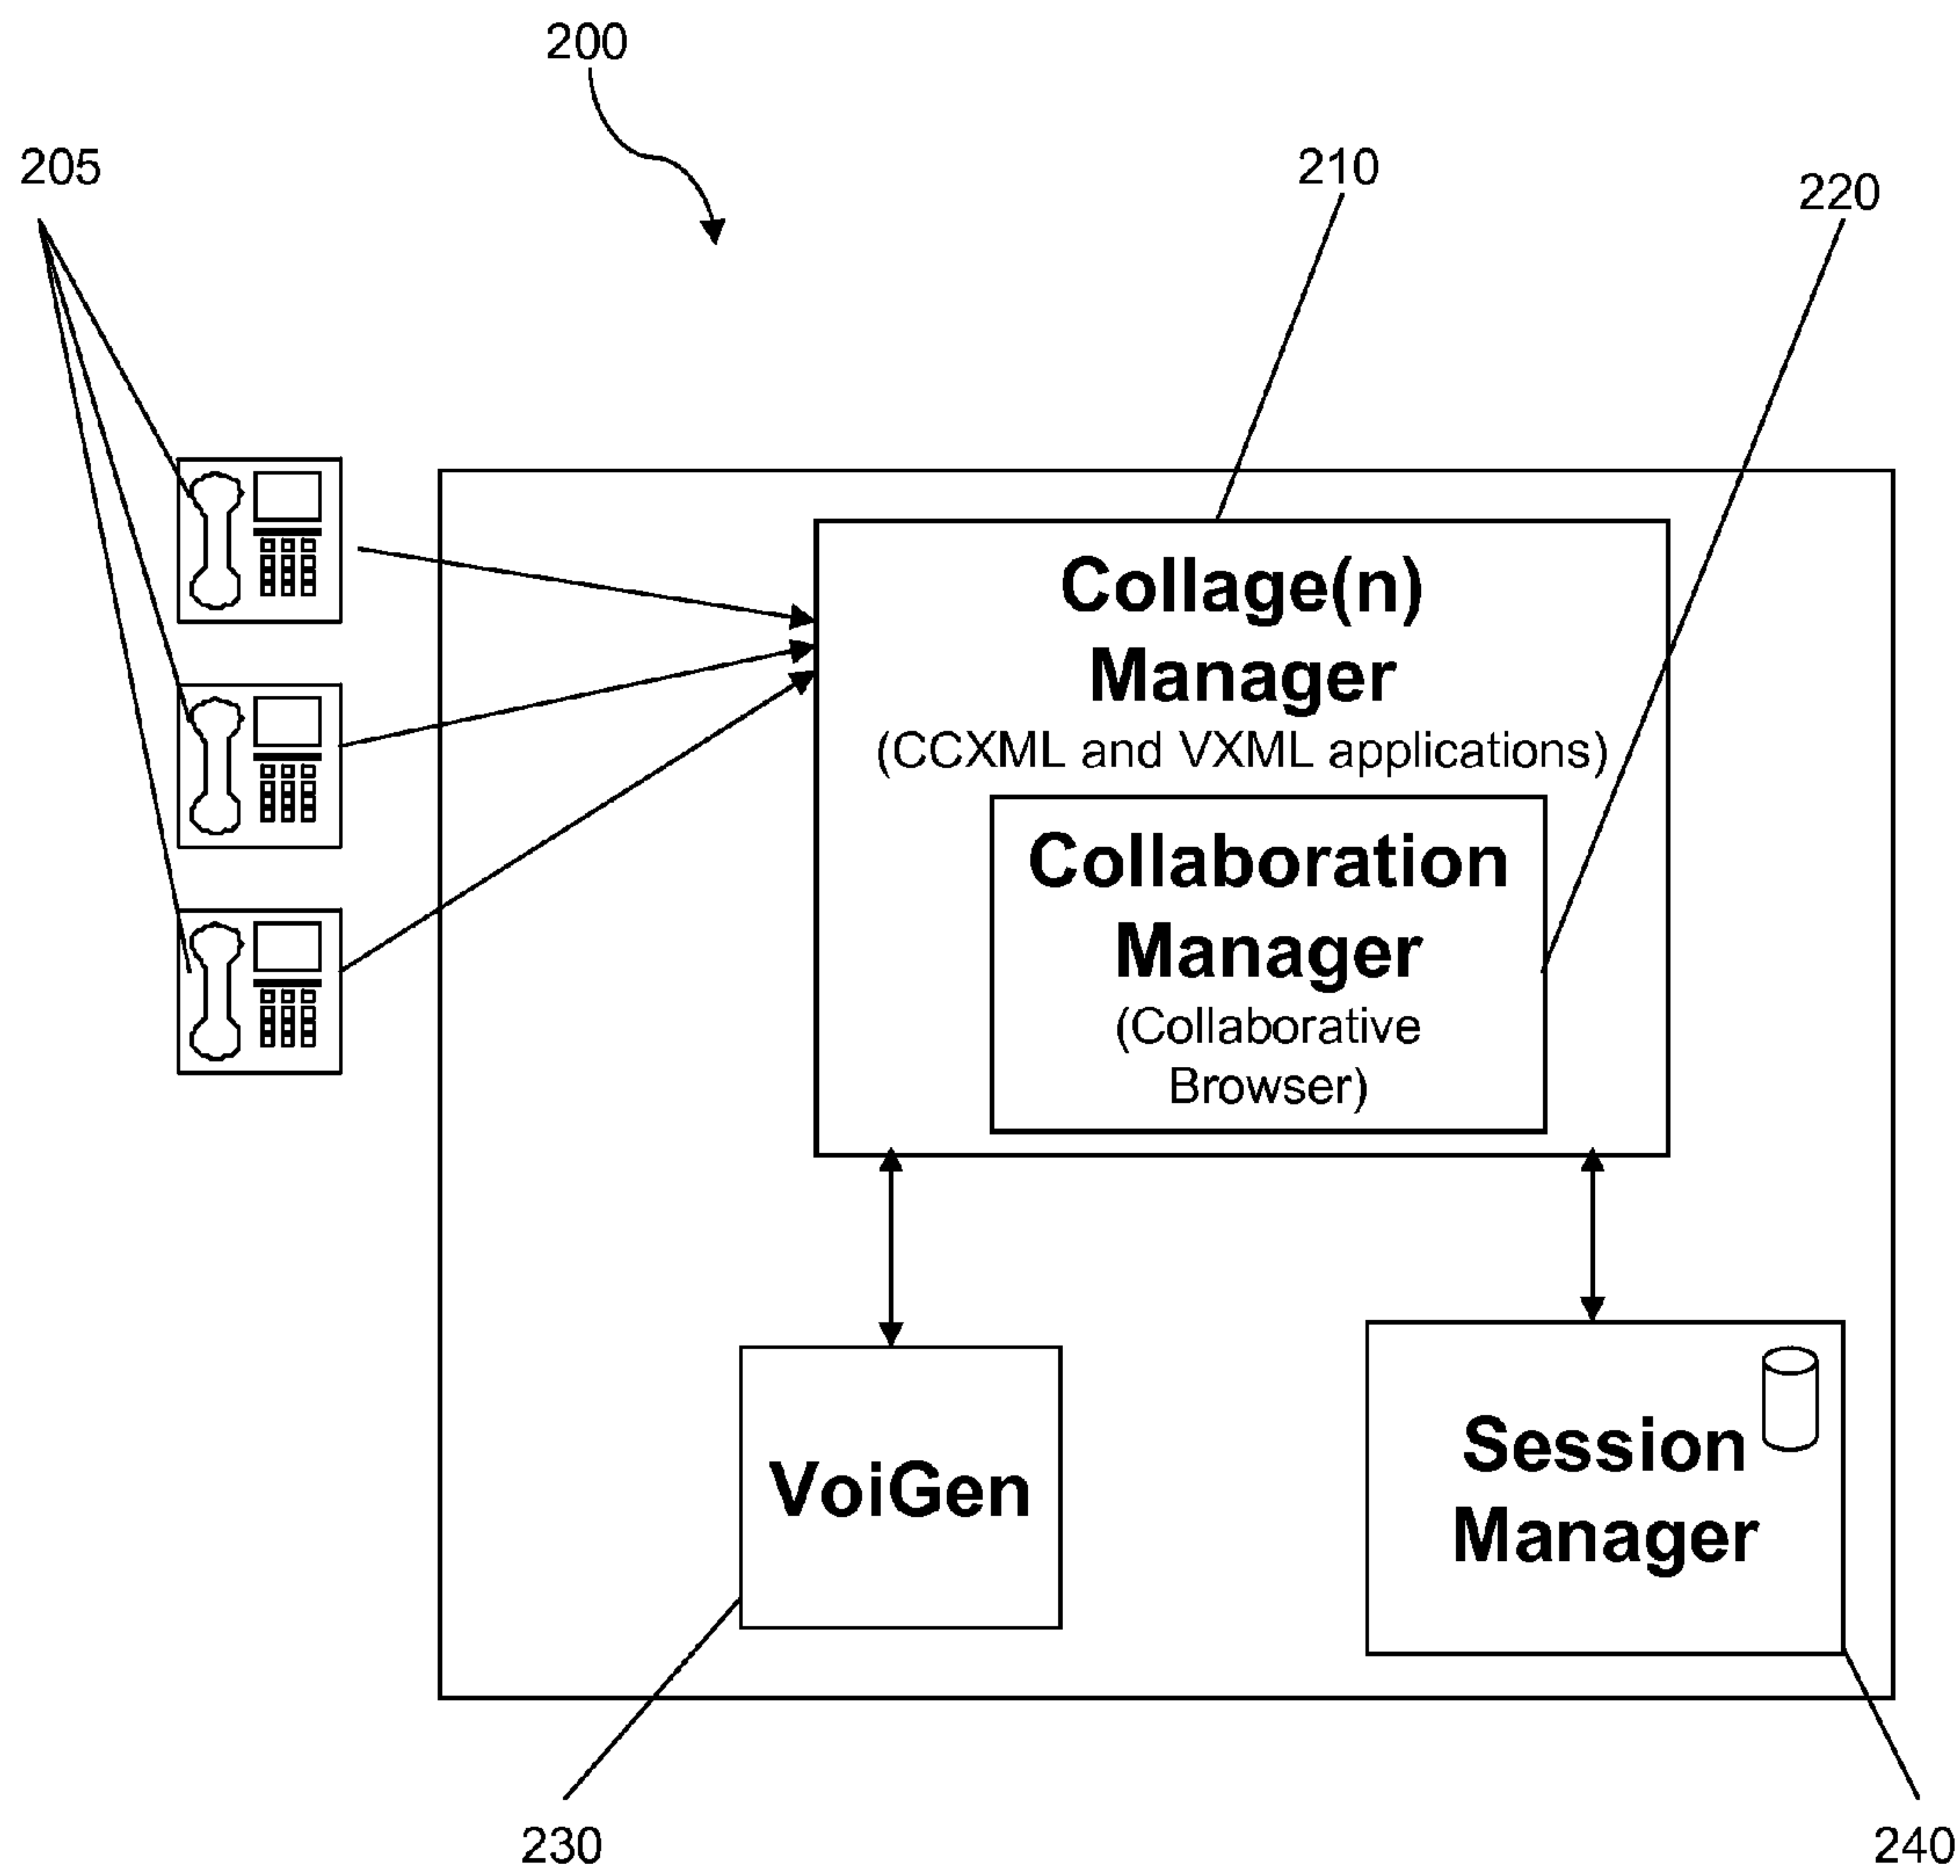 200
205
210
220
Collage(n)
Manager
(CCXML and VXML applications)
Collaboration
Manager
(Collaborative
Browser)
VoiGen
Session
Manager
230
240